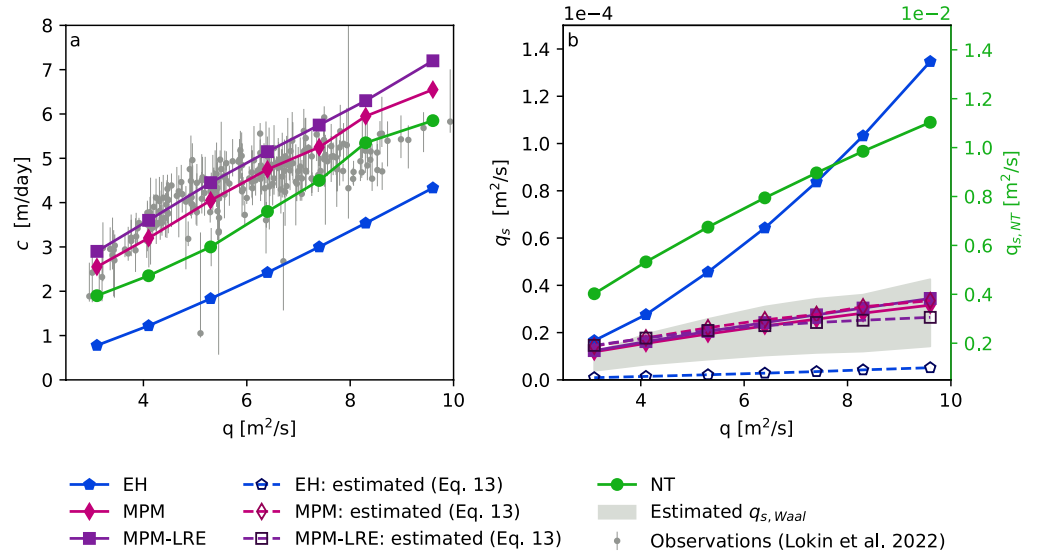 a
8
7
6
5
4
3
2
1
0
c [m/day]
4
6
8
10
q [m²/s]
1e−4
1e−2
b
1.4
1.2
1.0
0.8
0.6
0.4
0.2
0.0
qₛ [m²/s]
1.4
1.2
1.0
0.8
0.6
0.4
0.2
q_{s,NT} [m²/s]
4
6
8
10
q [m²/s]
EH
MPM
MPM-LRE
EH: estimated (Eq. 13)
MPM: estimated (Eq. 13)
MPM-LRE: estimated (Eq. 13)
NT
Estimated q_{s,Waal}
Observations (Lokin et al. 2022)